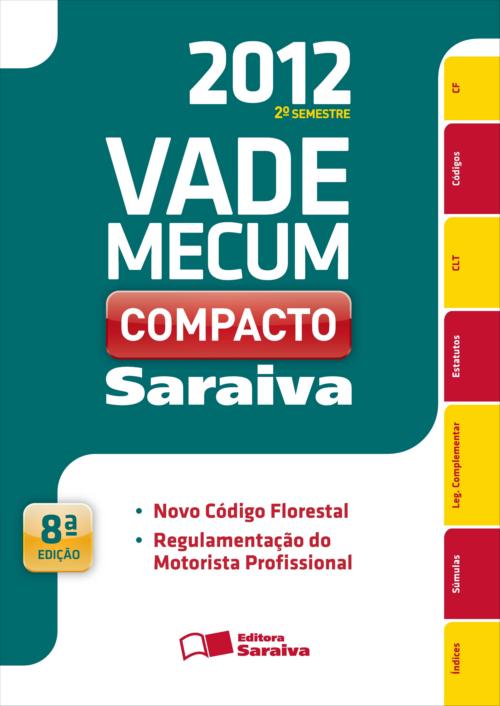 2012
2º SEMESTRE
VADE
MECUM
COMPACTO
Saraiva
CF
Códigos
CLT
Estatutos
Leg. Complementar
Súmulas
Índices
8ª
EDIÇÃO
• Novo Código Florestal
• Regulamentação do
Motorista Profissional
Editora
Saraiva